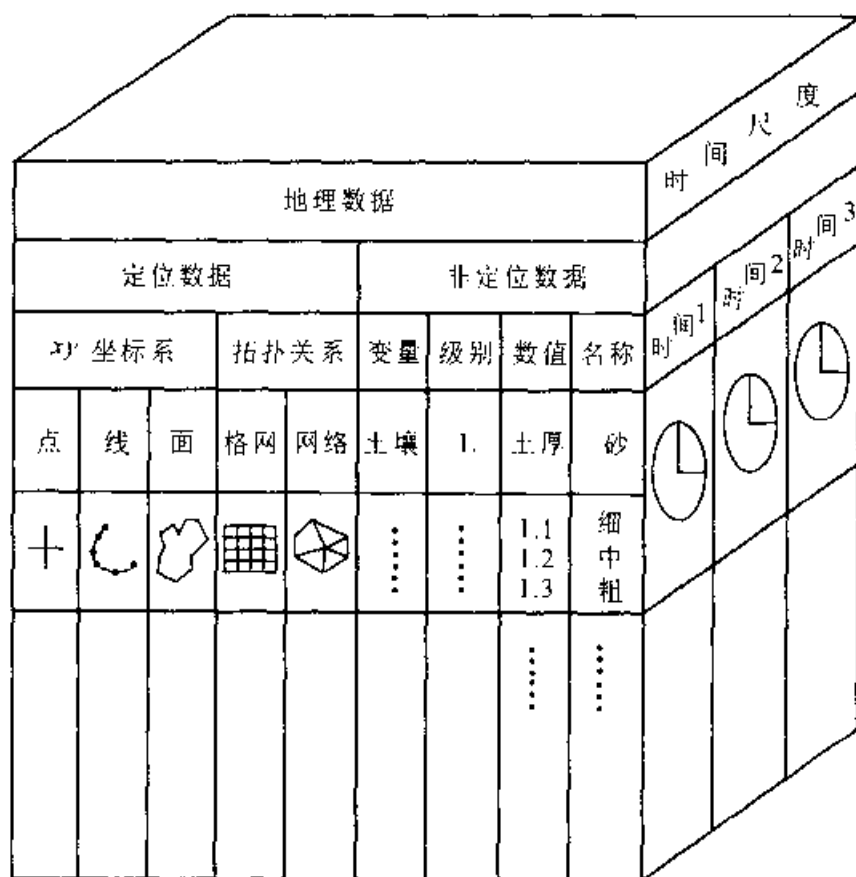 时间尺度
地理数据
定位数据 非定位数据
坐标系 拓扑关系 变量 级别 数值 名称
时间1 时间2 时间3
点 线 面 格网 网络 土壤 1. 土厚 砂
1.1 细
1.2 中
1.3 粗